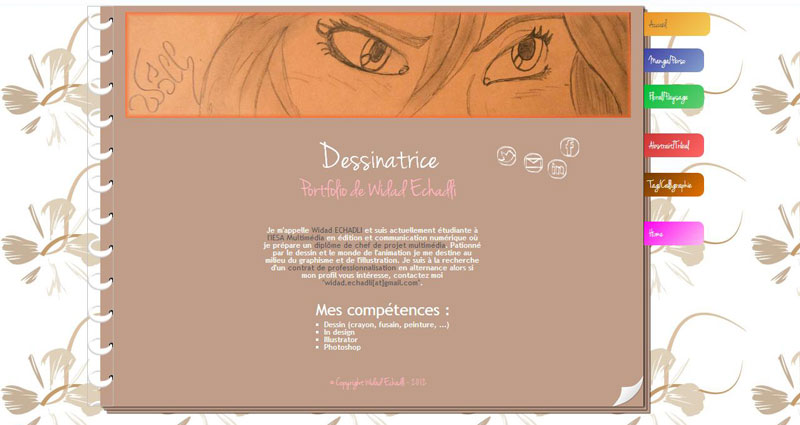 Accueil
Manga/Perso
Floral/Paysage
Abstrait/Tribal
Tag/Calligraphie
Home
Dessinatrice
Portfolio de Widad Echadli
Je m'appelle Widad ECHADLI et suis actuellement étudiante à
l'IESA Multimédia en édition et communication numérique où
je prépare un diplôme de chef de projet multimédia. Pationné
par le dessin et le monde de l'animation je me destine au
milieu du graphisme et de l'illustration. Je suis à la recherche
d'un contrat de professionnalisation en alternance alors si
mon profil vous intéresse, contactez moi
"widad.echadli[at]gmail.com".
Mes compétences :
Dessin (crayon, fusain, peinture, ...)
In design
Illustrator
Photoshop
© Copyright Widad Echadli - 2012